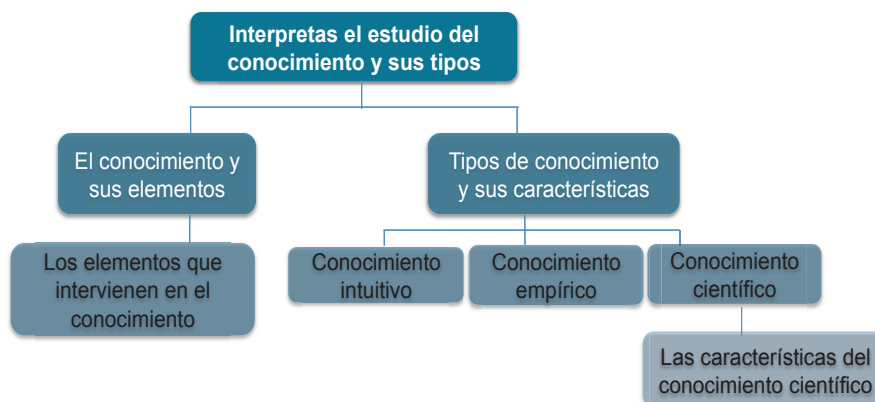 Interpretas el estudio del
conocimiento y sus tipos
El conocimiento y
sus elementos
Tipos de conocimiento
y sus características
Los elementos que
intervienen en el
conocimiento
Conocimiento
intuitivo
Conocimiento
empírico
Conocimiento
científico
Las características del
conocimiento científico